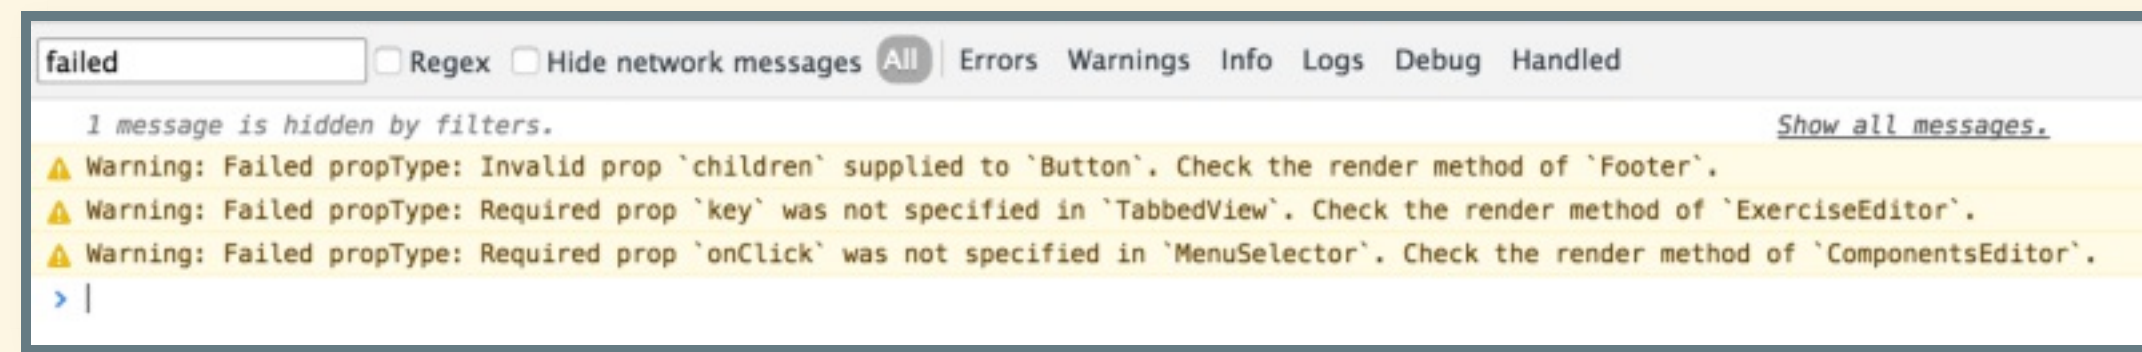 failed Regex Hide network messages All Errors Warnings Info Logs Debug Handled
1 message is hidden by filters. Show all messages.
Warning: Failed propType: Invalid prop `children` supplied to `Button`. Check the render method of `Footer`.
Warning: Failed propType: Required prop `key` was not specified in `TabbedView`. Check the render method of `ExerciseEditor`.
Warning: Failed propType: Required prop `onClick` was not specified in `MenuSelector`. Check the render method of `ComponentsEditor`.